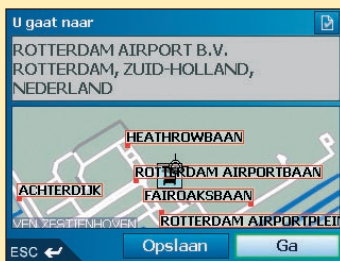 U gaat naar
ROTTERDAM AIRPORT B.V.
ROTTERDAM, ZUID-HOLLAND,
NEDERLAND
HEATHROWBAAN
ROTTERDAM AIRPORTBAAN
ACHTERDIJK
FAIROAKSBAAN
VEN ZESTIENHOVEN
ROTTERDAM AIRPORTPLEIN
ESC
Opslaan
Ga